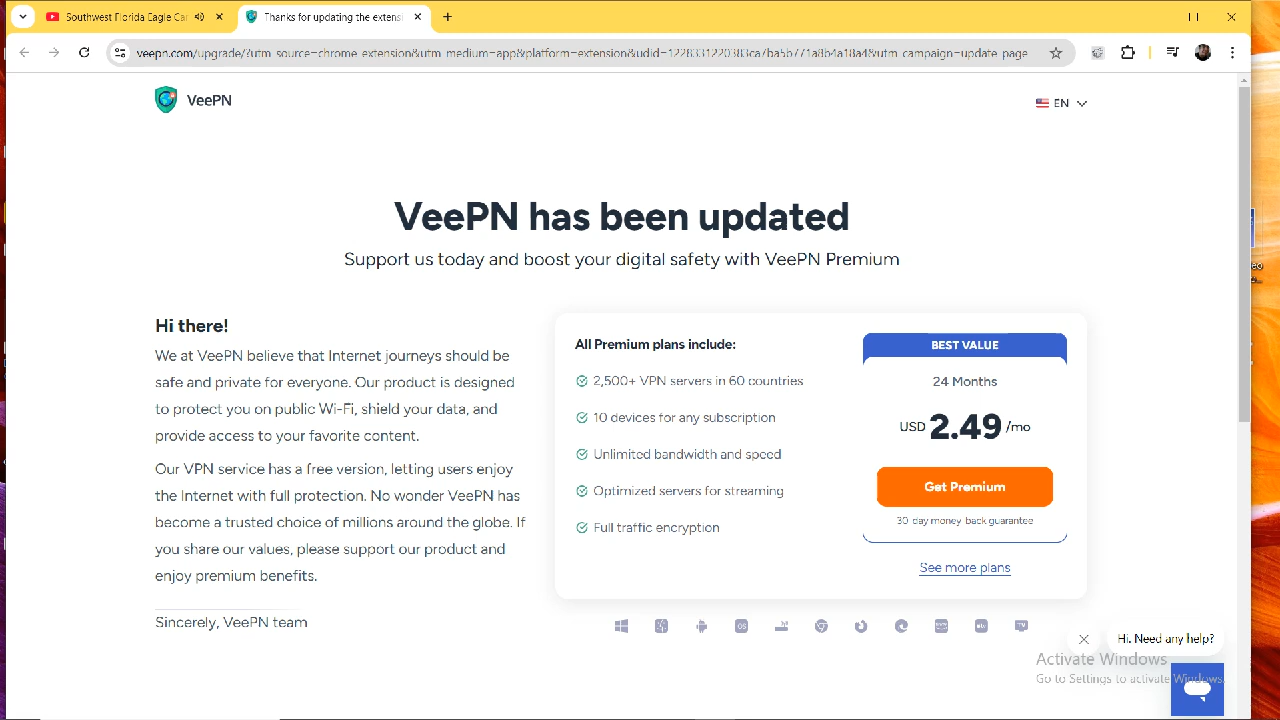 Southwest Florida Eagle Car
Thanks for updating the extensi
veepn.com/upgrade/?utm_source=chrome_extension&utm_medium=app&platform=extension&udid=1228331220383ca7ba5b771a8b4a18a4&utm_campaign=update_page
VeePN
EN
VeePN has been updated
Support us today and boost your digital safety with VeePN Premium
Hi there!
We at VeePN believe that Internet journeys should be
safe and private for everyone. Our product is designed
to protect you on public Wi-Fi, shield your data, and
provide access to your favorite content.
Our VPN service has a free version, letting users enjoy
the Internet with full protection. No wonder VeePN has
become a trusted choice of millions around the globe. If
you share our values, please support our product and
enjoy premium benefits.
Sincerely, VeePN team
All Premium plans include:
2,500+ VPN servers in 60 countries
10 devices for any subscription
Unlimited bandwidth and speed
Optimized servers for streaming
Full traffic encryption
BEST VALUE
24 Months
USD 2.49 /mo
Get Premium
30-day money-back guarantee
See more plans
Hi. Need any help?
Activate Windows
Go to Settings to activate Windows.